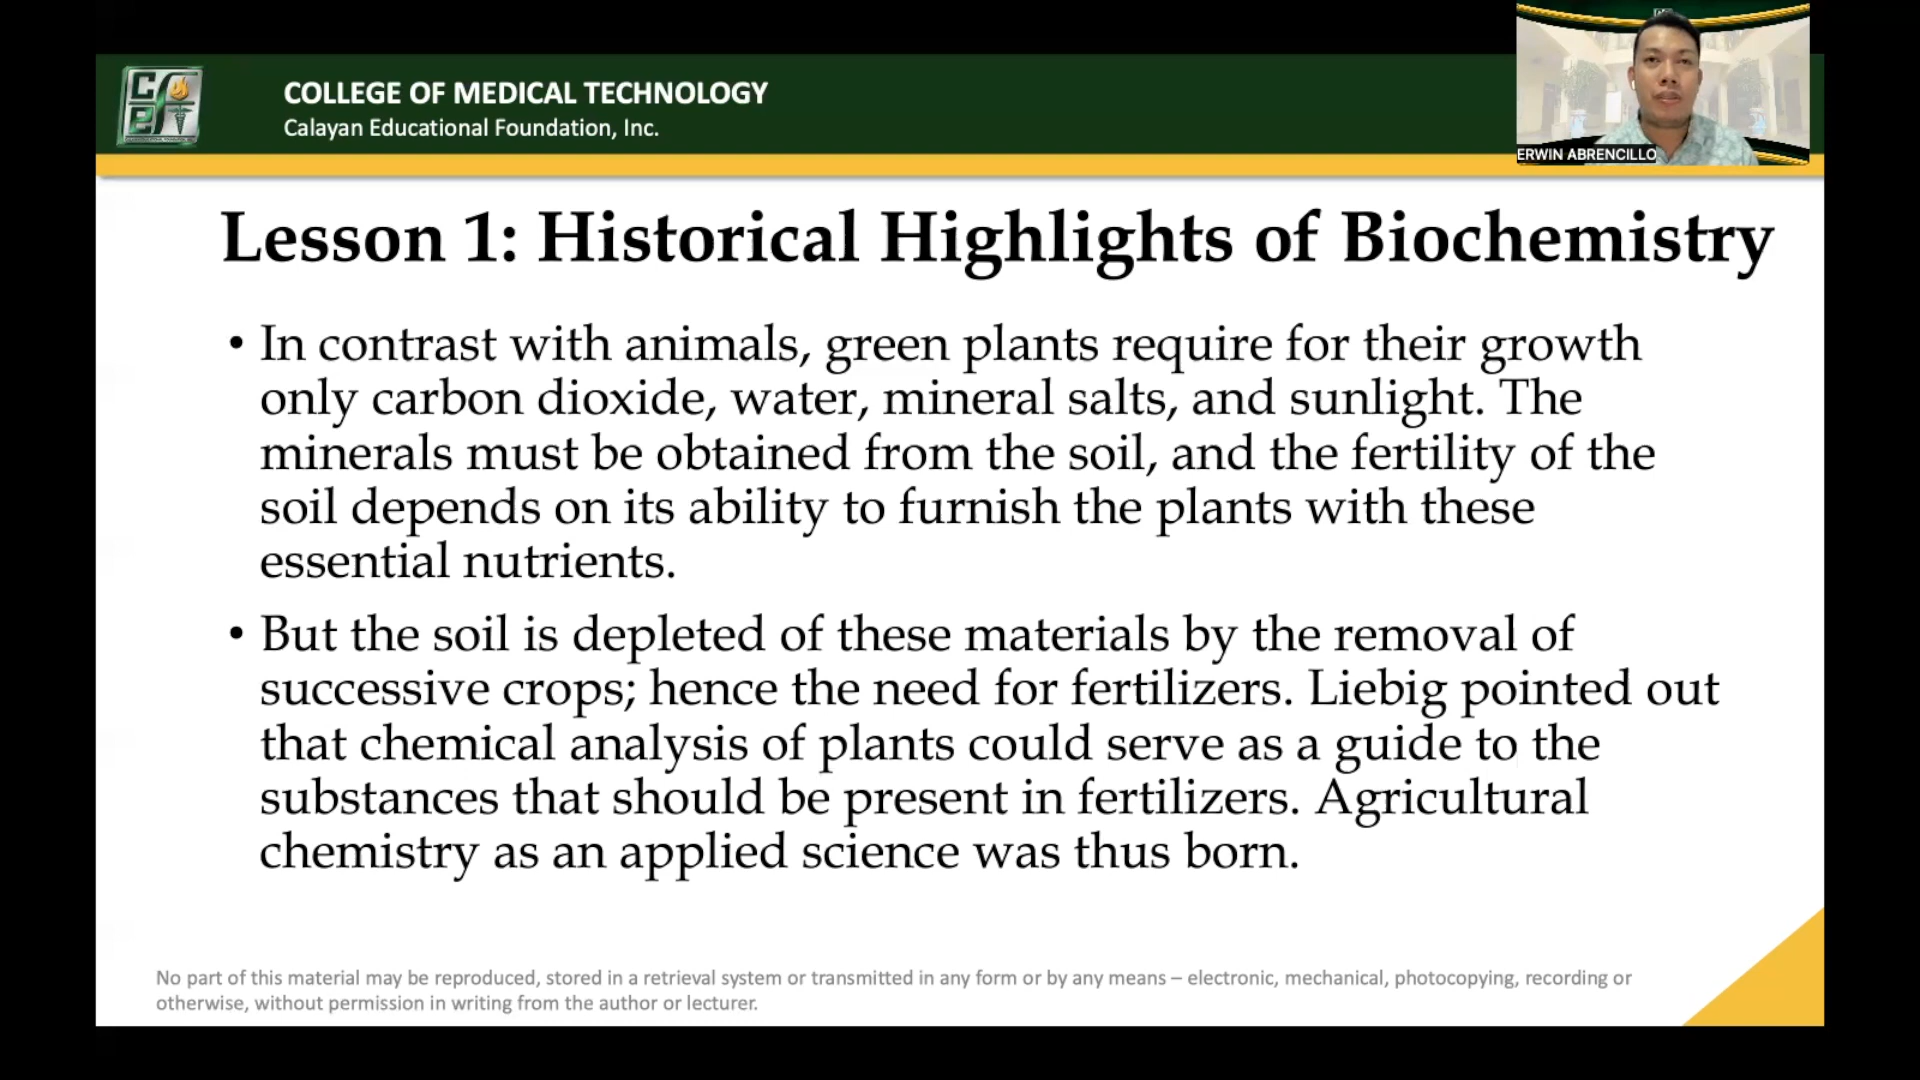 COLLEGE OF MEDICAL TECHNOLOGY
Calayan Educational Foundation, Inc.
ERWIN ABRENCILLO
Lesson 1: Historical Highlights of Biochemistry
• In contrast with animals, green plants require for their growth
only carbon dioxide, water, mineral salts, and sunlight. The
minerals must be obtained from the soil, and the fertility of the
soil depends on its ability to furnish the plants with these
essential nutrients.
• But the soil is depleted of these materials by the removal of
successive crops; hence the need for fertilizers. Liebig pointed out
that chemical analysis of plants could serve as a guide to the
substances that should be present in fertilizers. Agricultural
chemistry as an applied science was thus born.
No part of this material may be reproduced, stored in a retrieval system or transmitted in any form or by any means – electronic, mechanical, photocopying, recording or
otherwise, without permission in writing from the author or lecturer.